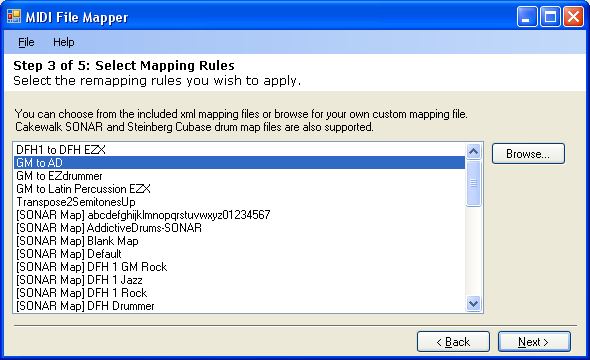 MIDI File Mapper
File Help
Step 3 of 5: Select Mapping Rules
Select the remapping rules you wish to apply.
You can choose from the included xml mapping files or browse for your own custom mapping file.
Cakewalk SONAR and Steinberg Cubase drum map files are also supported.
DFH1 to DFH EZX
GM to AD
Browse...
GM to EZdrummer
GM to Latin Percussion EZX
Transpose2SemitonesUp
[SONAR Map] abcdefghijklmnopqrstuvwxyz01234567
[SONAR Map] AddictiveDrums-SONAR
[SONAR Map] Blank Map
[SONAR Map] Default
[SONAR Map] DFH 1 GM Rock
[SONAR Map] DFH 1 Jazz
[SONAR Map] DFH 1 Rock
[SONAR Map] DFH Drummer
< Back Next >